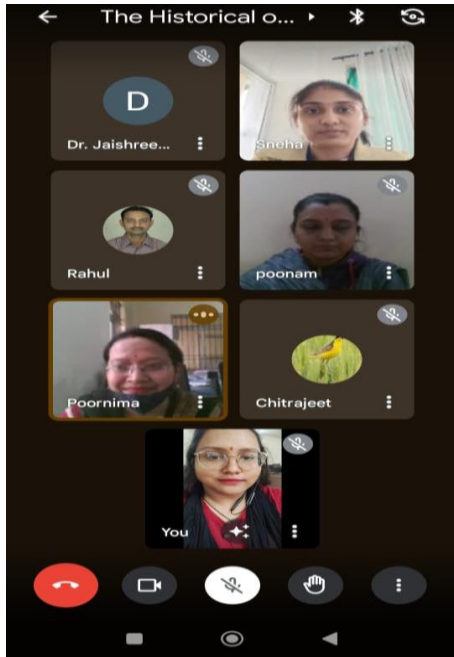 The Historical o...
D
Dr. Jaishree...
Sneha
Rahul
poonam
Poornima
Chitrajeet
You